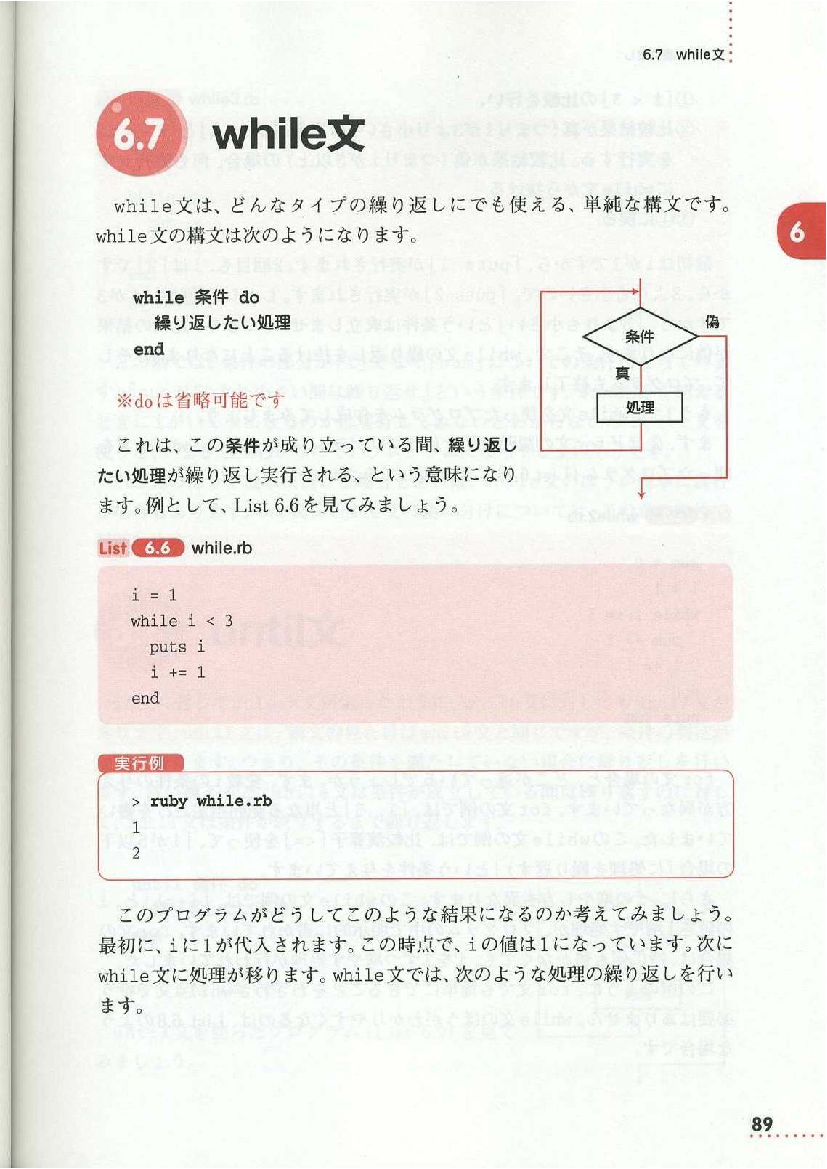 6.7 while文
6.7 while文
while文は、どんなタイプの繰り返しにでも使える、単純な構文です。
while文の構文は次のようになります。
6
while 条件 do
繰り返したい処理
end
※doは省略可能です
条件
偽
真
処理
これは、この条件が成り立っている間、繰り返し
たい処理が繰り返し実行される、という意味になり
ます。例として、List 6.6を見てみましょう。
List 6.6 while.rb
i = 1
while i < 3
puts i
i += 1
end
実行例
> ruby while.rb
1
2
このプログラムがどうしてこのような結果になるのか考えてみましょう。
最初に、iに1が代入されます。この時点で、iの値は1になっています。次に
while文に処理が移ります。while文では、次のような処理の繰り返しを行い
ます。
89